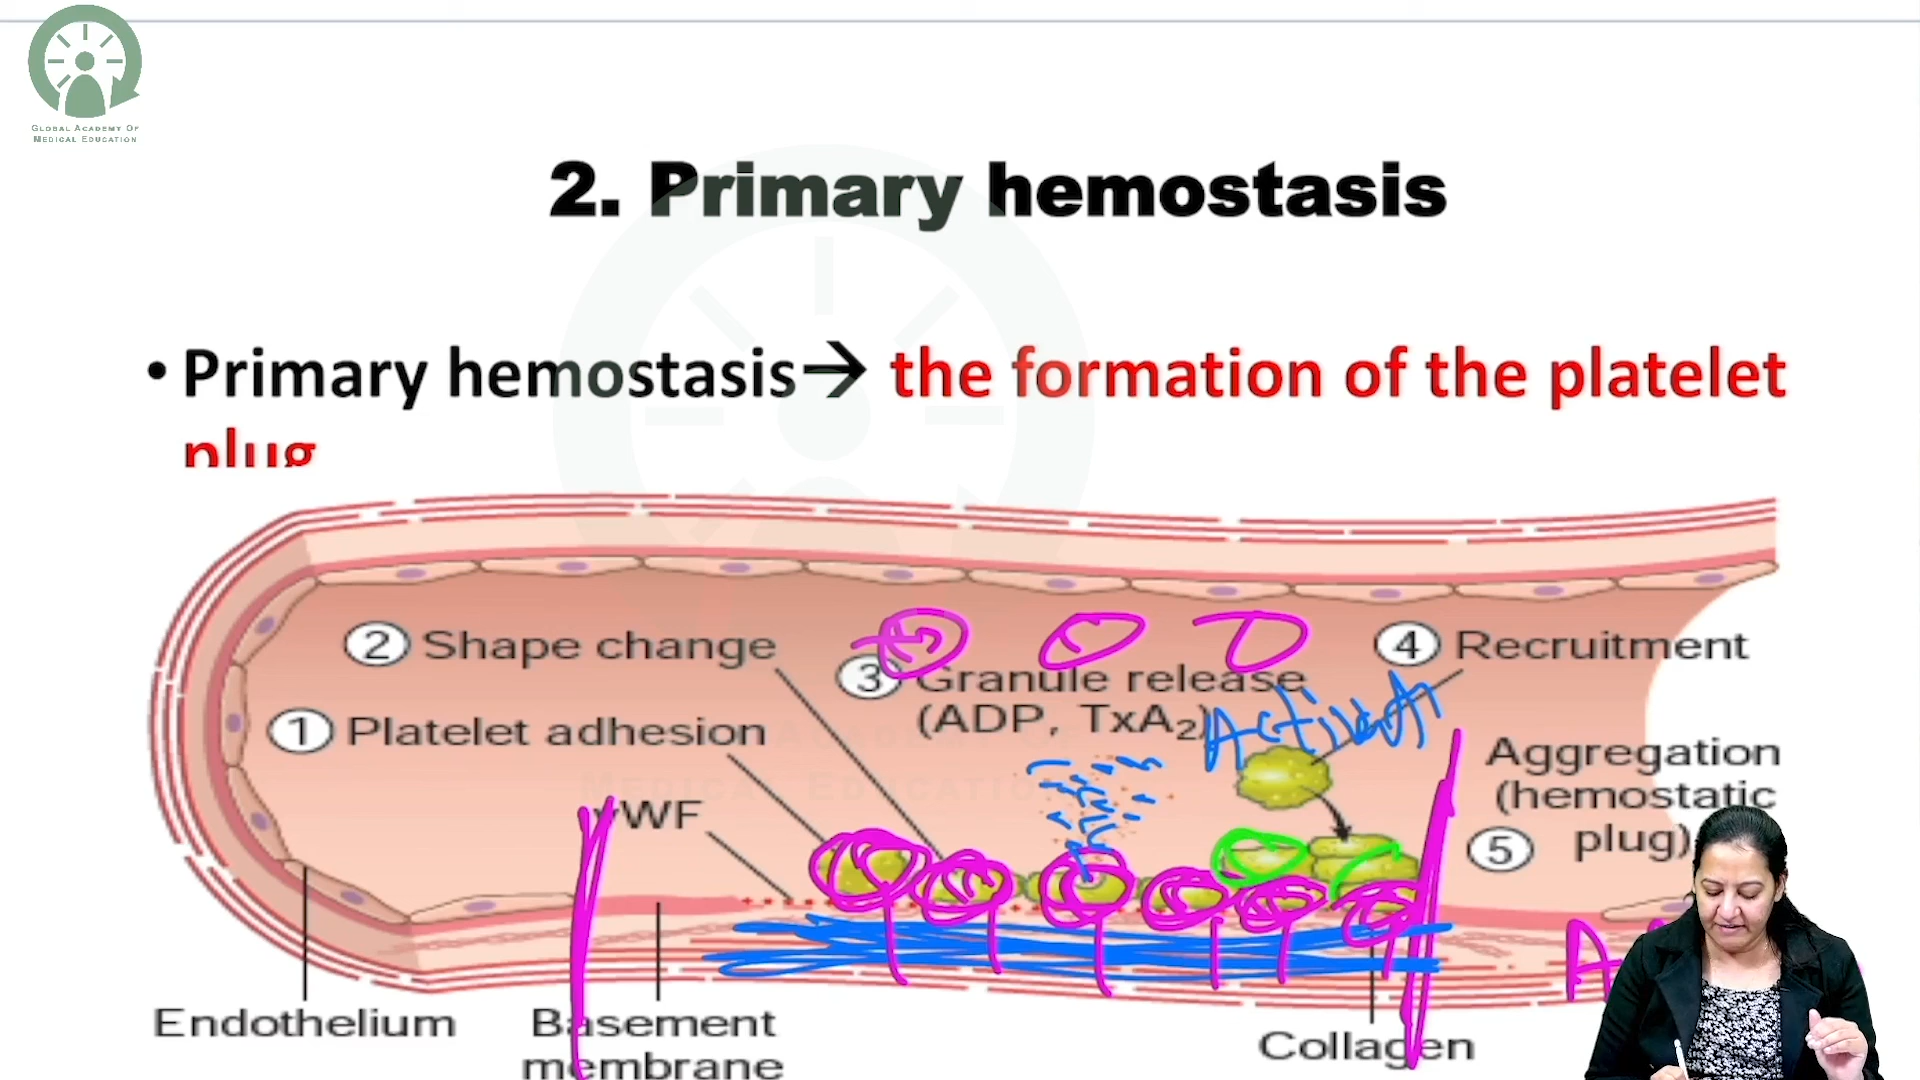 GLOBAL ACADEMY OF
MEDICAL EDUCATION
2. Primary hemostasis
• Primary hemostasis→ the formation of the platelet
plug
② Shape change
③ Granule release
(ADP, TxA₂)
④ Recruitment
① Platelet adhesion
vWF
Aggregation
(hemostatic
⑤ plug)
Endothelium
Basement
membrane
Collagen